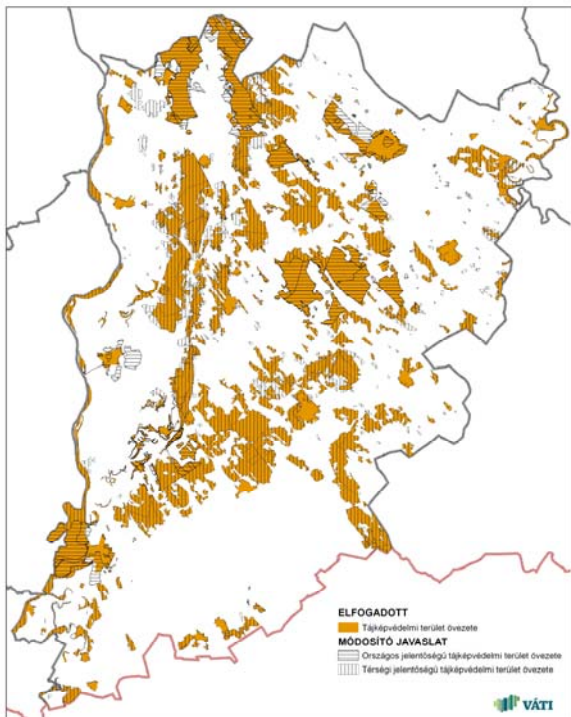 ELFOGADOTT
Tájképvédelmi terület övezete
MÓDOSÍTÓ JAVASLAT
Országos jelentőségű tájképvédelmi terület övezete
Térségi jelentőségű tájképvédelmi terület övezete
VÁTI